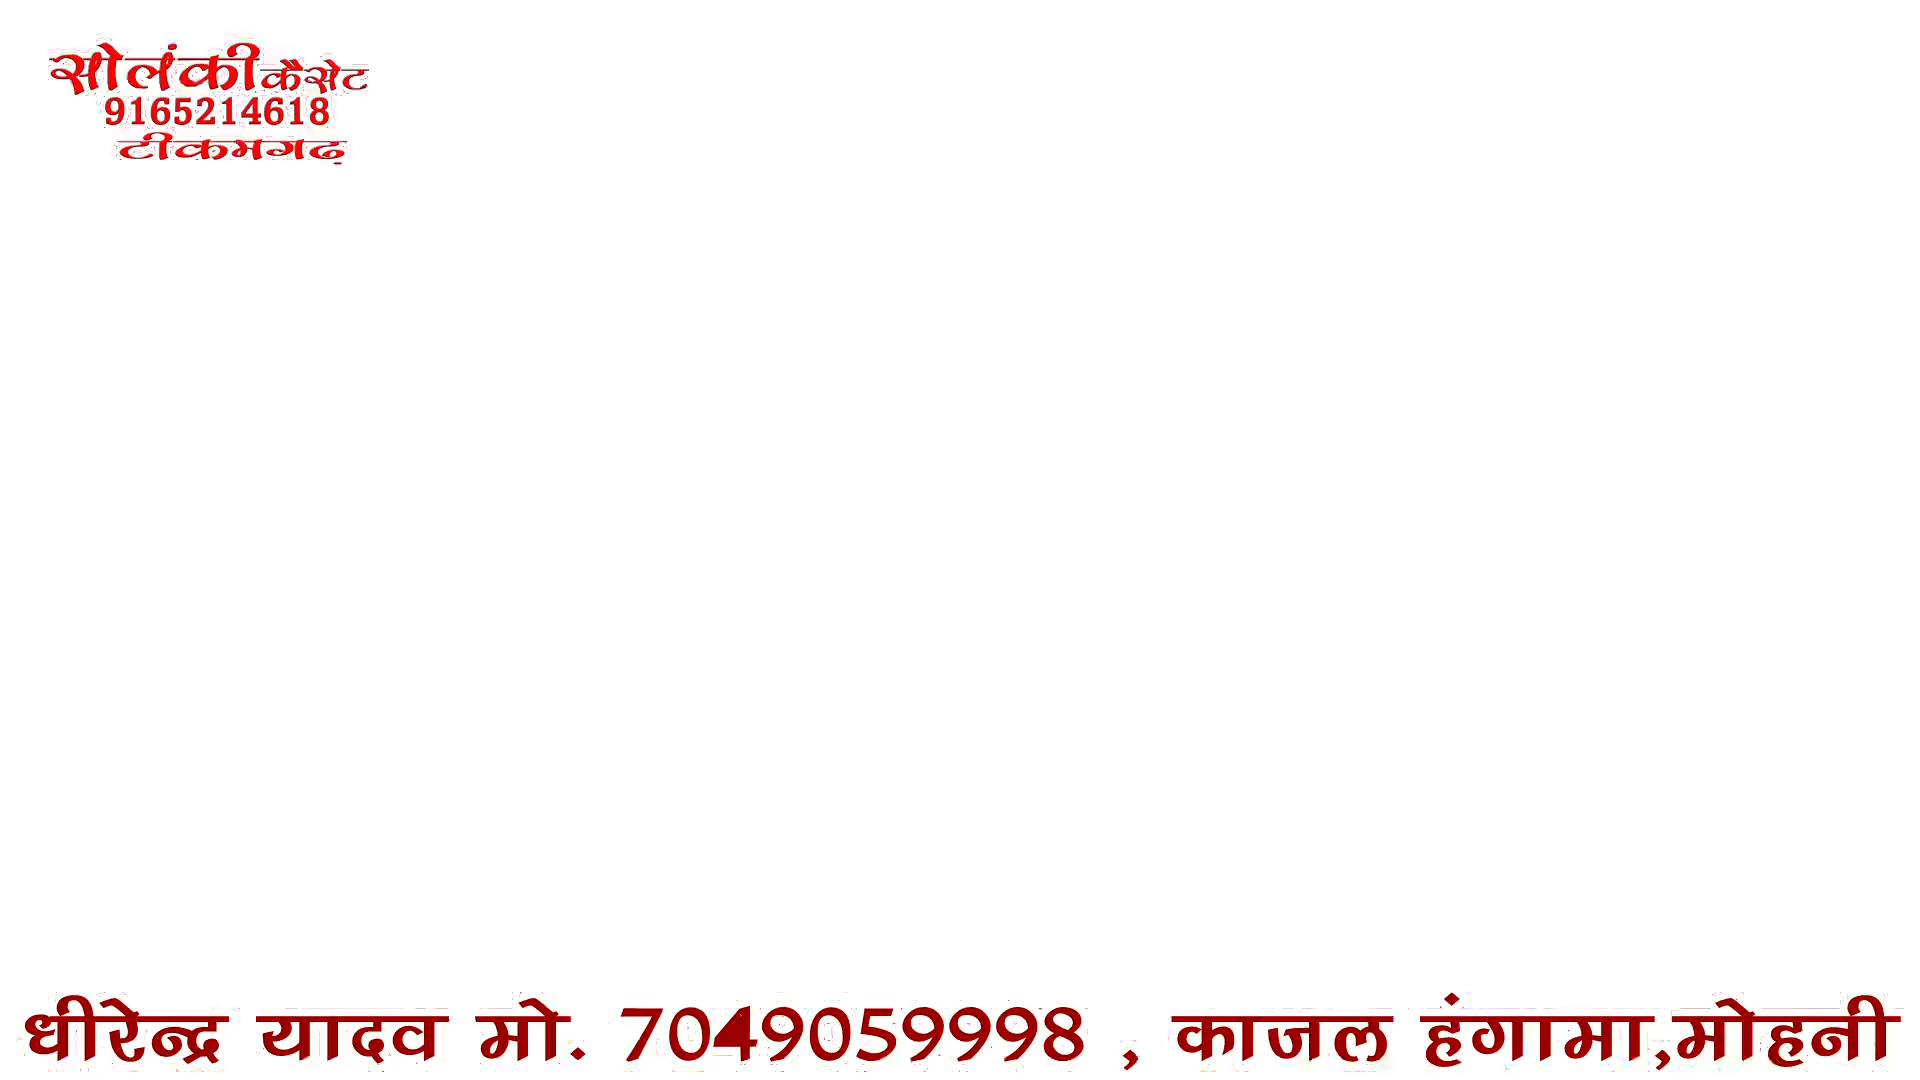 सोलंकी कैसेट
9165214618
टीकमगढ़
धीरेन्द्र यादव मो. 7049059998 , काजल हंगामा,मोहनी